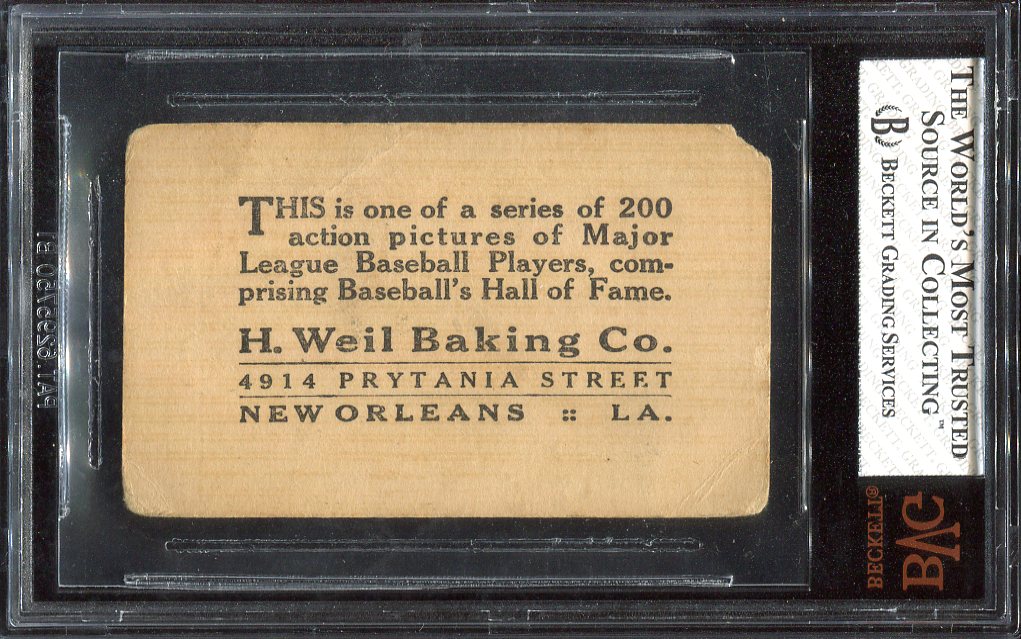 THIS is one of a series of 200
action pictures of Major
League Baseball Players, com-
prising Baseball's Hall of Fame.
H. Weil Baking Co.
4914 PRYTANIA STREET
NEW ORLEANS :: LA.
THE WORLD'S MOST TRUSTED
SOURCE IN COLLECTING™
B BECKETT GRADING SERVICES
BECKETT®